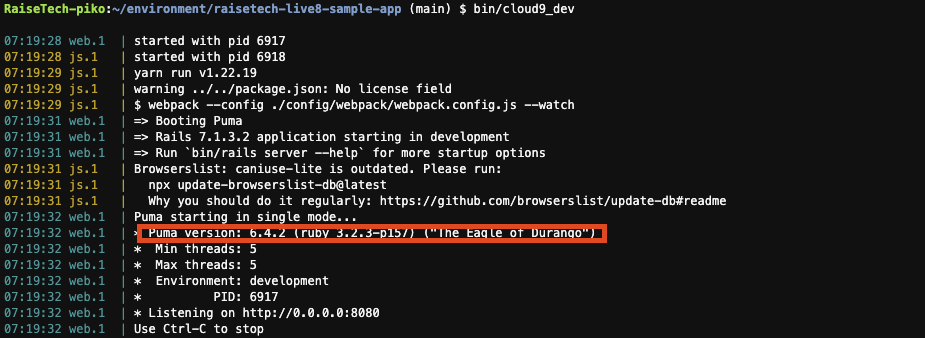 RaiseTech-piko:~/environment/raisetech-live8-sample-app (main) $ bin/cloud9_dev
07:19:28 web.1 | started with pid 6917
07:19:28 js.1 | started with pid 6918
07:19:29 js.1 | yarn run v1.22.19
07:19:29 js.1 | warning ../../package.json: No license field
07:19:29 js.1 | $ webpack --config ./config/webpack/webpack.config.js --watch
07:19:31 web.1 | => Booting Puma
07:19:31 web.1 | => Rails 7.1.3.2 application starting in development
07:19:31 web.1 | => Run `bin/rails server --help` for more startup options
07:19:31 js.1 | Browserslist: caniuse-lite is outdated. Please run:
07:19:31 js.1 | npx update-browserslist-db@latest
07:19:31 js.1 | Why you should do it regularly: https://github.com/browserslist/update-db#readme
07:19:32 web.1 | Puma starting in single mode...
07:19:32 web.1 | * Puma version: 6.4.2 (ruby 3.2.3-p157) ("The Eagle of Durango")
07:19:32 web.1 | * Min threads: 5
07:19:32 web.1 | * Max threads: 5
07:19:32 web.1 | * Environment: development
07:19:32 web.1 | * PID: 6917
07:19:32 web.1 | * Listening on http://0.0.0.0:8080
07:19:32 web.1 | Use Ctrl-C to stop